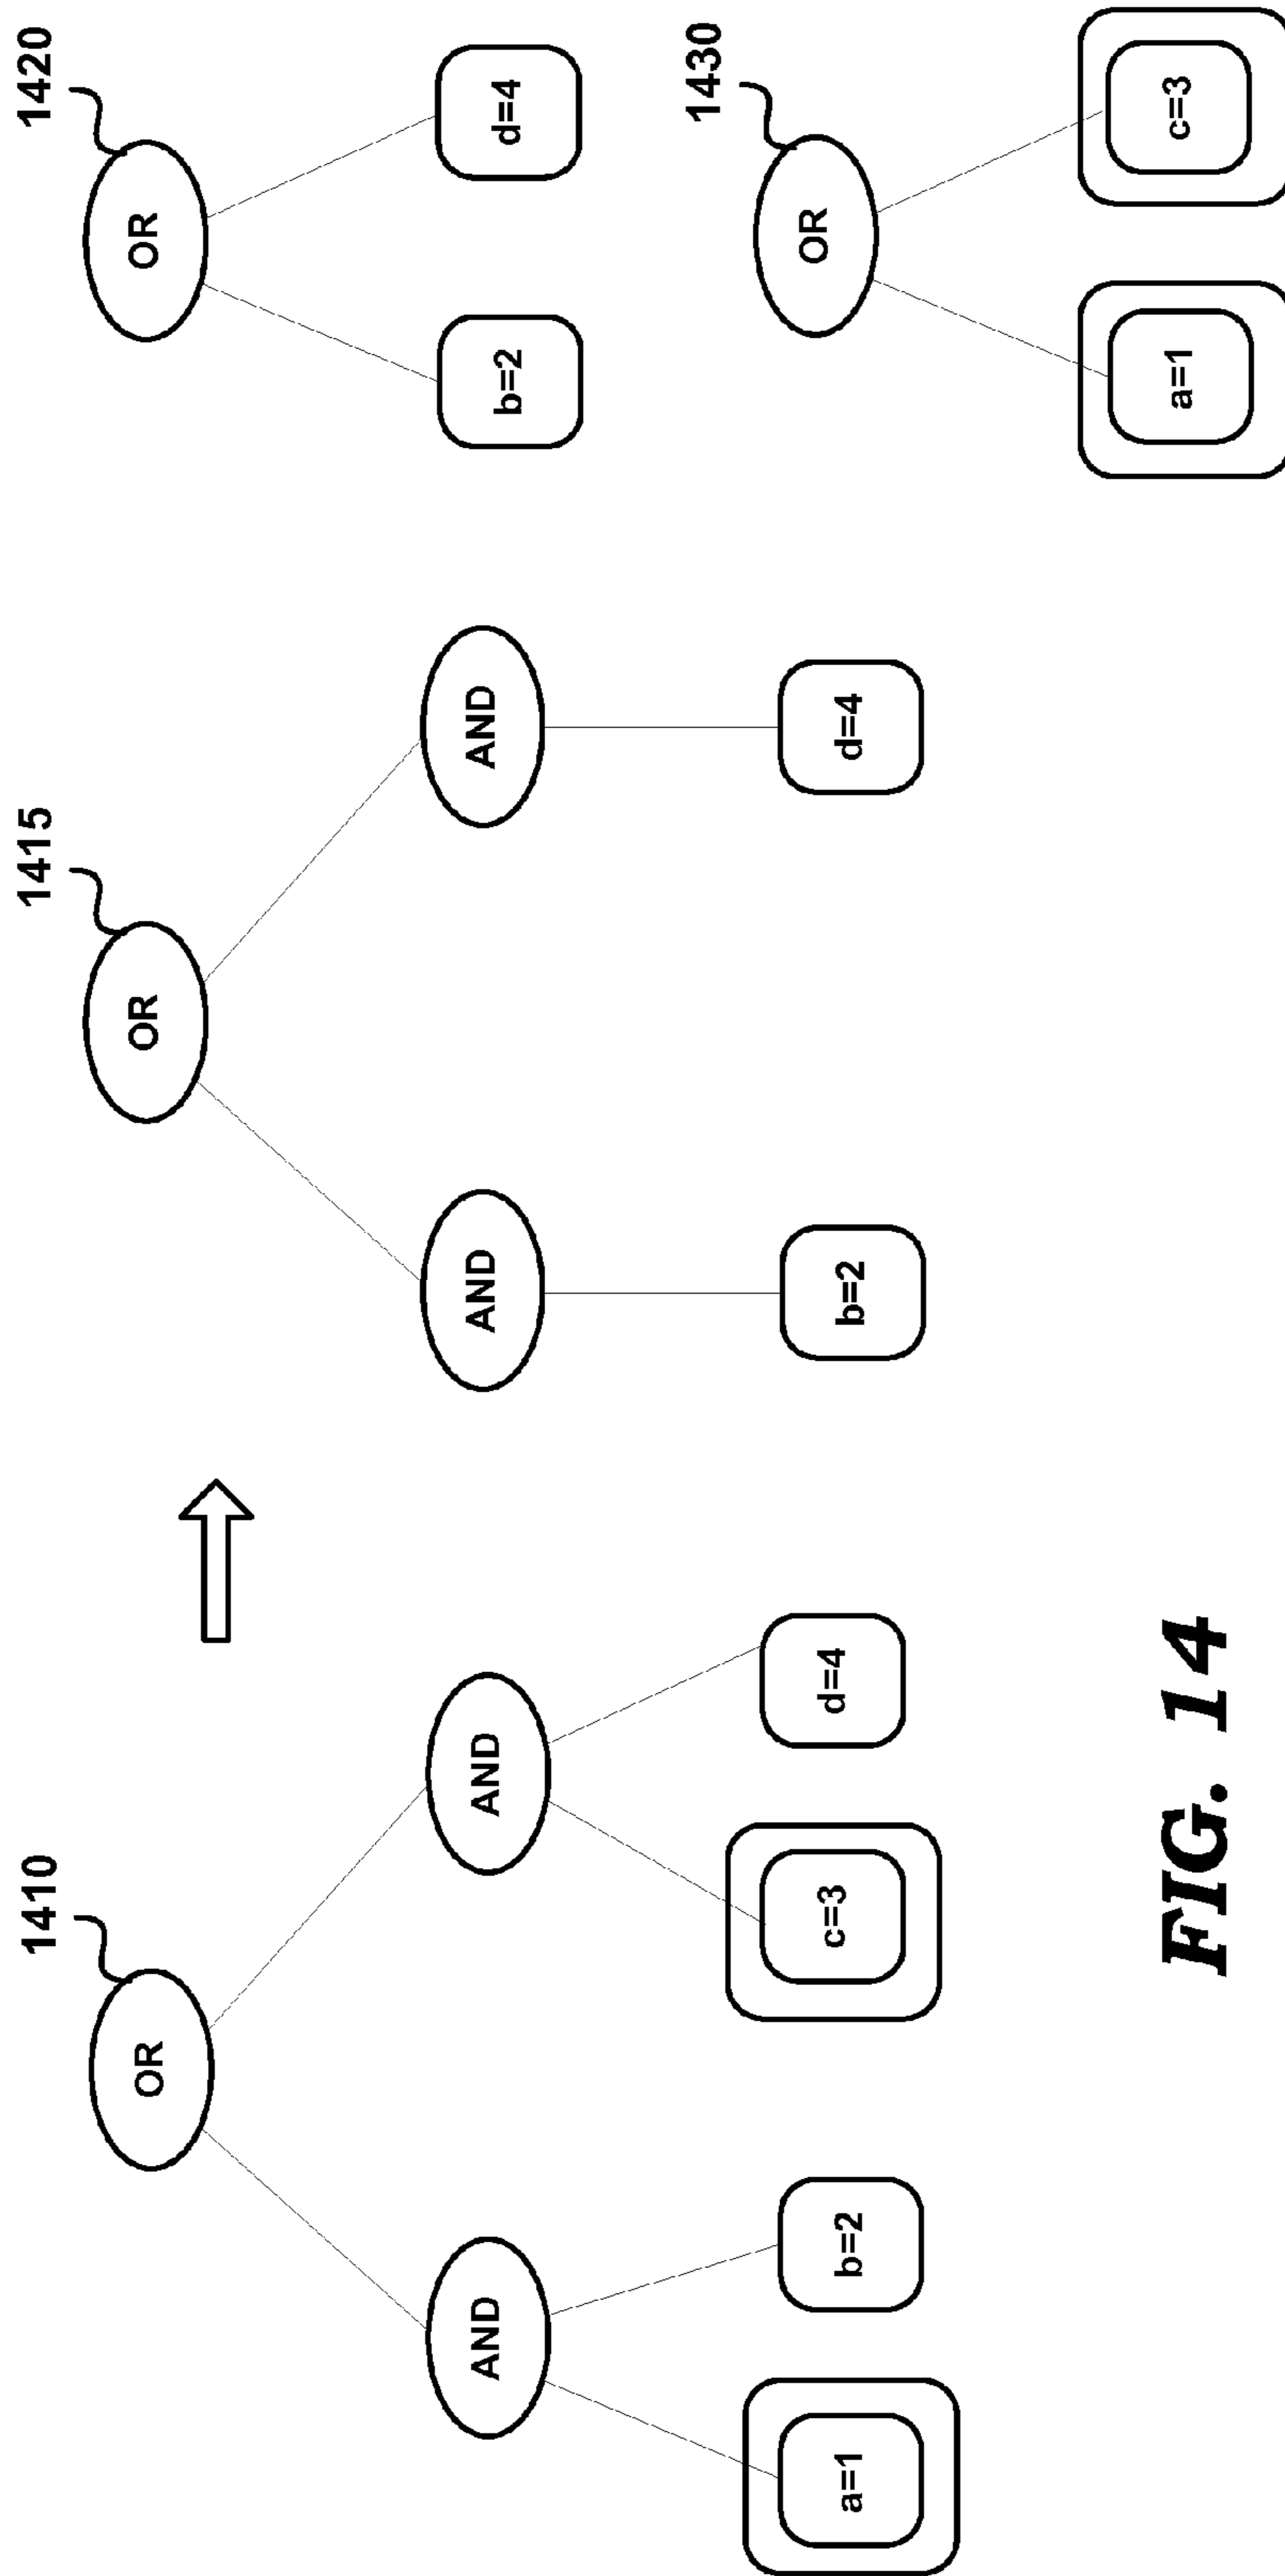 1410
OR
AND
AND
a=1
b=2
c=3
d=4
1415
OR
AND
AND
b=2
d=4
1420
OR
b=2
d=4
1430
OR
a=1
c=3
FIG. 14